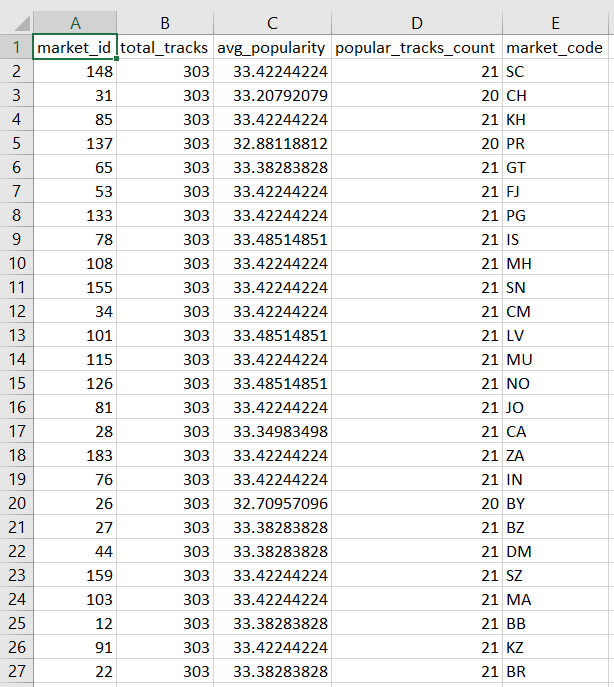 A B C D E
1 market_id total_tracks avg_popularity popular_tracks_count market_code
2 148 303 33.42244224 21 SC
3 31 303 33.20792079 20 CH
4 85 303 33.42244224 21 KH
5 137 303 32.88118812 20 PR
6 65 303 33.38283828 21 GT
7 53 303 33.42244224 21 FJ
8 133 303 33.42244224 21 PG
9 78 303 33.48514851 21 IS
10 108 303 33.42244224 21 MH
11 155 303 33.42244224 21 SN
12 34 303 33.42244224 21 CM
13 101 303 33.48514851 21 LV
14 115 303 33.42244224 21 MU
15 126 303 33.48514851 21 NO
16 81 303 33.42244224 21 JO
17 28 303 33.34983498 21 CA
18 183 303 33.42244224 21 ZA
19 76 303 33.42244224 21 IN
20 26 303 32.70957096 20 BY
21 27 303 33.38283828 21 BZ
22 44 303 33.38283828 21 DM
23 159 303 33.42244224 21 SZ
24 103 303 33.42244224 21 MA
25 12 303 33.38283828 21 BB
26 91 303 33.42244224 21 KZ
27 22 303 33.38283828 21 BR